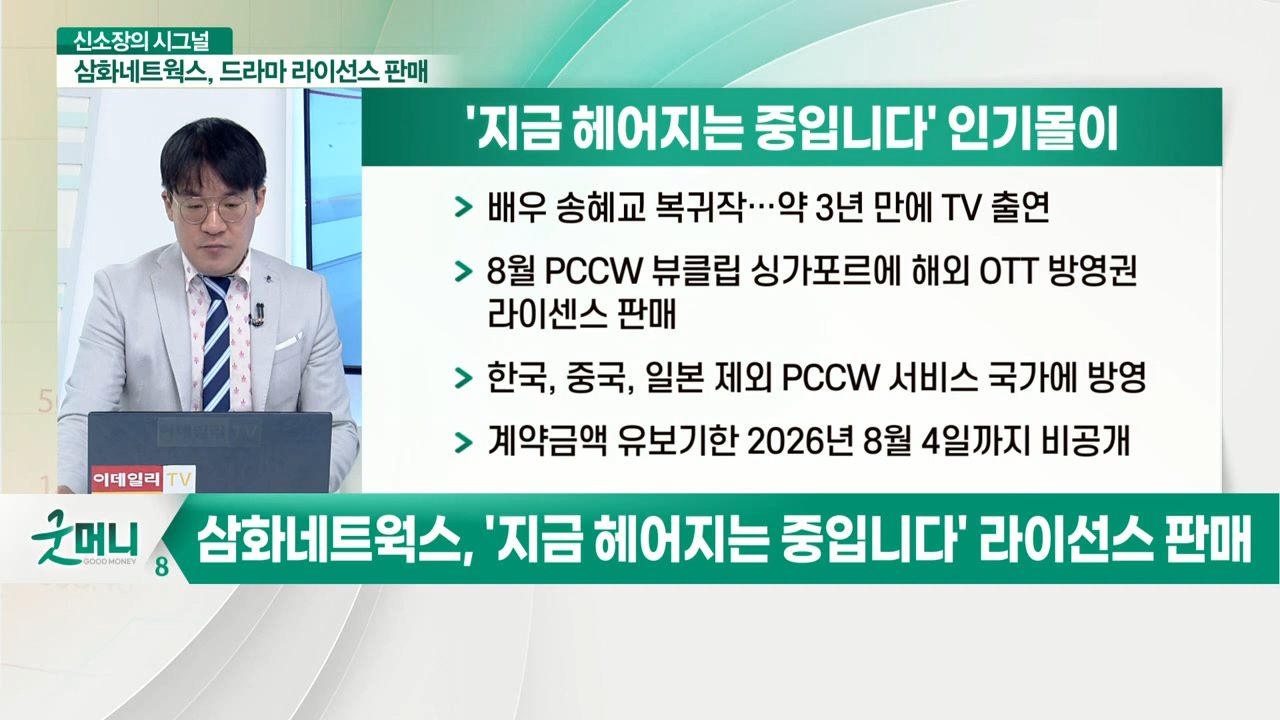 신소장의 시그널
삼화네트웍스, 드라마 라이선스 판매
'지금 헤어지는 중입니다' 인기몰이
> 배우 송혜교 복귀작…약 3년 만에 TV 출연
> 8월 PCCW 뷰클립 싱가포르에 해외 OTT 방영권
라이센스 판매
> 한국, 중국, 일본 제외 PCCW 서비스 국가에 방영
> 계약금액 유보기한 2026년 8월 4일까지 비공개
이데일리 TV
이데일리 TV
굿머니
GOOD MONEY
8
삼화네트웍스, '지금 헤어지는 중입니다' 라이선스 판매